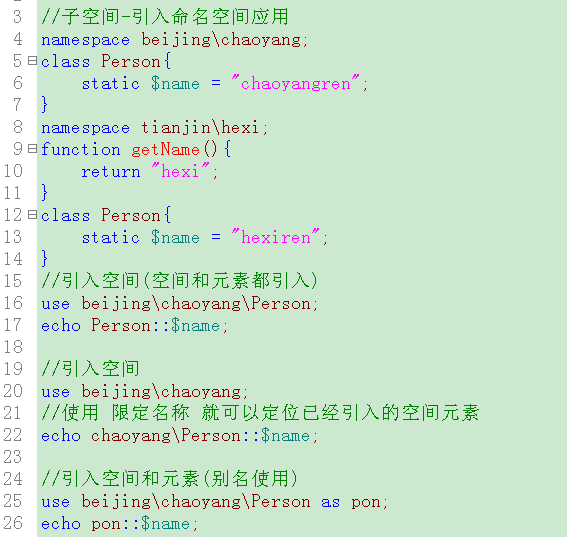 3 //子空间-引入命名空间应用
4 namespace beijing\chaoyang;
5 class Person{
6 static $name = "chaoyangren";
7 }
8 namespace tianjin\hexi;
9 function getName(){
10 return "hexi";
11 }
12 class Person{
13 static $name = "hexiren";
14 }
15 //引入空间(空间和元素都引入)
16 use beijing\chaoyang\Person;
17 echo Person::$name;
18
19 //引入空间
20 use beijing\chaoyang;
21 //使用 限定名称 就可以定位已经引入的空间元素
22 echo chaoyang\Person::$name;
23
24 //引入空间和元素(别名使用)
25 use beijing\chaoyang\Person as pon;
26 echo pon::$name;